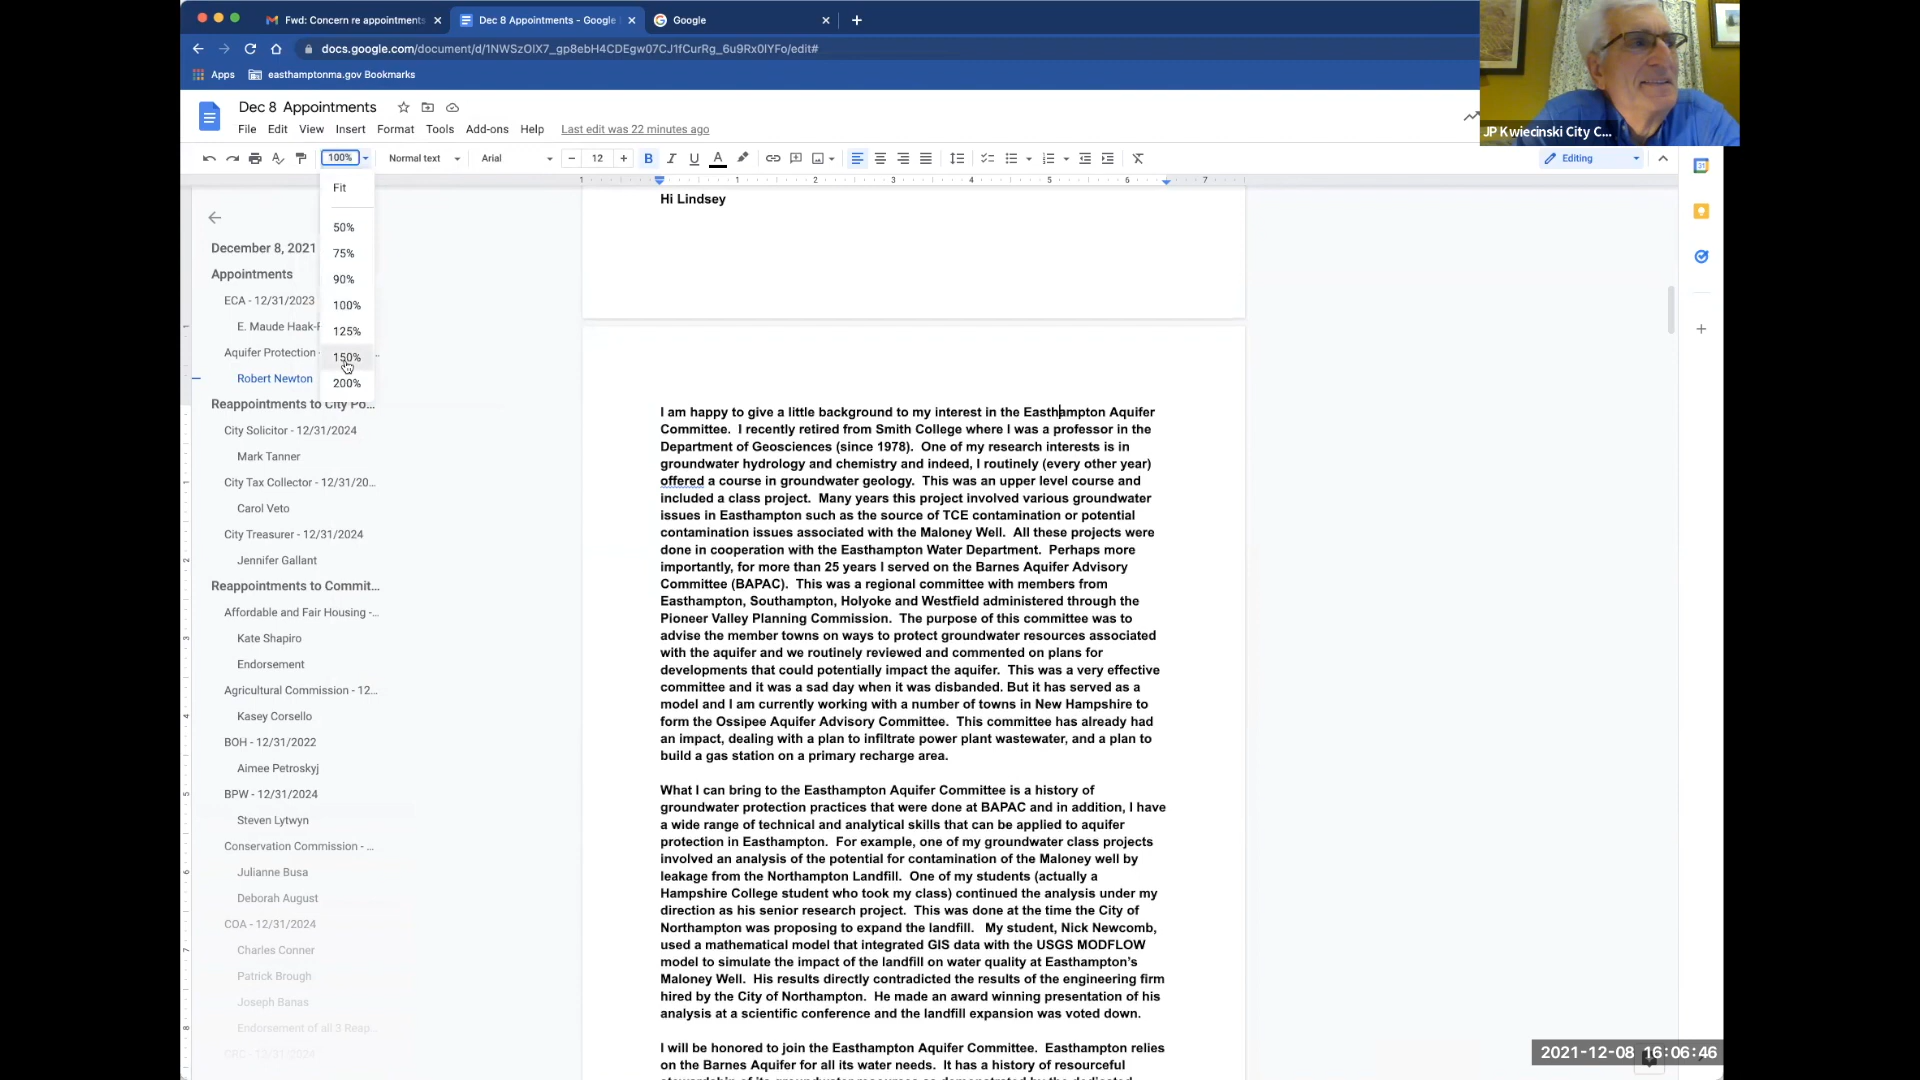 Fwd: Concern re appointments
Dec 8 Appointments - Google
Google
docs.google.com/document/d/1NWSzOIX7_gp8ebH4CDEgw07CJ1fCurRg_6u9Rx0IYFo/edit#
Apps
easthamptonma.gov Bookmarks
JP Kwiecinski City C...
Dec 8 Appointments
File Edit View Insert Format Tools Add-ons Help Last edit was 22 minutes ago
100% Normal text Arial 12 Editing
1 1 2 3 4 5 6 7
Fit
50%
75%
90%
100%
125%
150%
200%
December 8, 2021
Appointments
ECA - 12/31/2023
E. Maude Haak-
Aquifer Protection
Robert Newton
Reappointments to City Po...
City Solicitor - 12/31/2024
Mark Tanner
City Tax Collector - 12/31/20...
Carol Veto
City Treasurer - 12/31/2024
Jennifer Gallant
Reappointments to Commit...
Affordable and Fair Housing -...
Kate Shapiro
Endorsement
Agricultural Commission - 12...
Kasey Corsello
BOH - 12/31/2022
Aimee Petroskyj
BPW - 12/31/2024
Steven Lytwyn
Conservation Commission - ...
Julianne Busa
Deborah August
COA - 12/31/2024
Charles Conner
Patrick Brough
Joseph Banas
Endorsement of all 3 Reap...
CRC - 12/31/2024
Hi Lindsey
I am happy to give a little background to my interest in the Easthampton Aquifer
Committee. I recently retired from Smith College where I was a professor in the
Department of Geosciences (since 1978). One of my research interests is in
groundwater hydrology and chemistry and indeed, I routinely (every other year)
offered a course in groundwater geology. This was an upper level course and
included a class project. Many years this project involved various groundwater
issues in Easthampton such as the source of TCE contamination or potential
contamination issues associated with the Maloney Well. All these projects were
done in cooperation with the Easthampton Water Department. Perhaps more
importantly, for more than 25 years I served on the Barnes Aquifer Advisory
Committee (BAPAC). This was a regional committee with members from
Easthampton, Southampton, Holyoke and Westfield administered through the
Pioneer Valley Planning Commission. The purpose of this committee was to
advise the member towns on ways to protect groundwater resources associated
with the aquifer and we routinely reviewed and commented on plans for
developments that could potentially impact the aquifer. This was a very effective
committee and it was a sad day when it was disbanded. But it has served as a
model and I am currently working with a number of towns in New Hampshire to
form the Ossipee Aquifer Advisory Committee. This committee has already had
an impact, dealing with a plan to infiltrate power plant wastewater, and a plan to
build a gas station on a primary recharge area.
What I can bring to the Easthampton Aquifer Committee is a history of
groundwater protection practices that were done at BAPAC and in addition, I have
a wide range of technical and analytical skills that can be applied to aquifer
protection in Easthampton. For example, one of my groundwater class projects
involved an analysis of the potential for contamination of the Maloney well by
leakage from the Northampton Landfill. One of my students (actually a
Hampshire College student who took my class) continued the analysis under my
direction as his senior research project. This was done at the time the City of
Northampton was proposing to expand the landfill. My student, Nick Newcomb,
used a mathematical model that integrated GIS data with the USGS MODFLOW
model to simulate the impact of the landfill on water quality at Easthampton's
Maloney Well. His results directly contradicted the results of the engineering firm
hired by the City of Northampton. He made an award winning presentation of his
analysis at a scientific conference and the landfill expansion was voted down.
I will be honored to join the Easthampton Aquifer Committee. Easthampton relies
on the Barnes Aquifer for all its water needs. It has a history of resourceful
2021-12-08 16:06:46